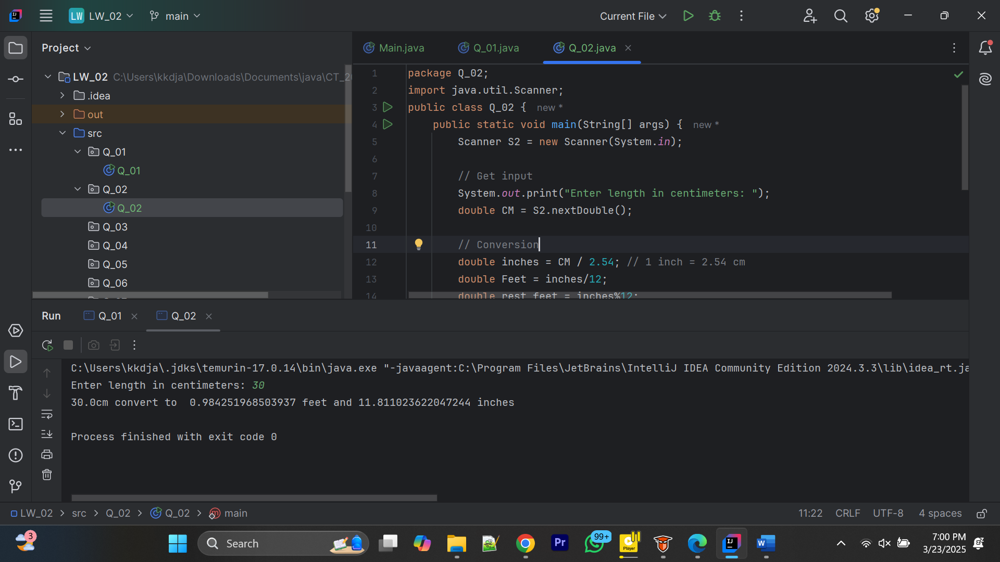 LW LW_02 main Current File
Project
Main.java Q_01.java Q_02.java
LW_02 C:\Users\kkdja\Downloads\Documents\java\CT_2
.idea
out
src
Q_01
Q_01
Q_02
Q_02
Q_03
Q_04
Q_05
Q_06
1 package Q_02;
2 import java.util.Scanner;
3 public class Q_02 { new *
4 public static void main(String[] args) { new *
5 Scanner S2 = new Scanner(System.in);
6
7 // Get input
8 System.out.print("Enter length in centimeters: ");
9 double CM = S2.nextDouble();
10
11 // Conversion
12 double inches = CM / 2.54; // 1 inch = 2.54 cm
13 double Feet = inches/12;
14 double rest_feet = inches%12;
Run Q_01 Q_02
C:\Users\kkdja\.jdks\temurin-17.0.14\bin\java.exe "-javaagent:C:\Program Files\JetBrains\IntelliJ IDEA Community Edition 2024.3.3\lib\idea_rt.ja
Enter length in centimeters: 30
30.0cm convert to  0.984251968503937 feet and 11.811023622047244 inches
Process finished with exit code 0
LW_02 > src > Q_02 > Q_02 > main 11:22 CRLF UTF-8 4 spaces
3 Search Pr 99+ Player IJ W 7:00 PM
3/23/2025